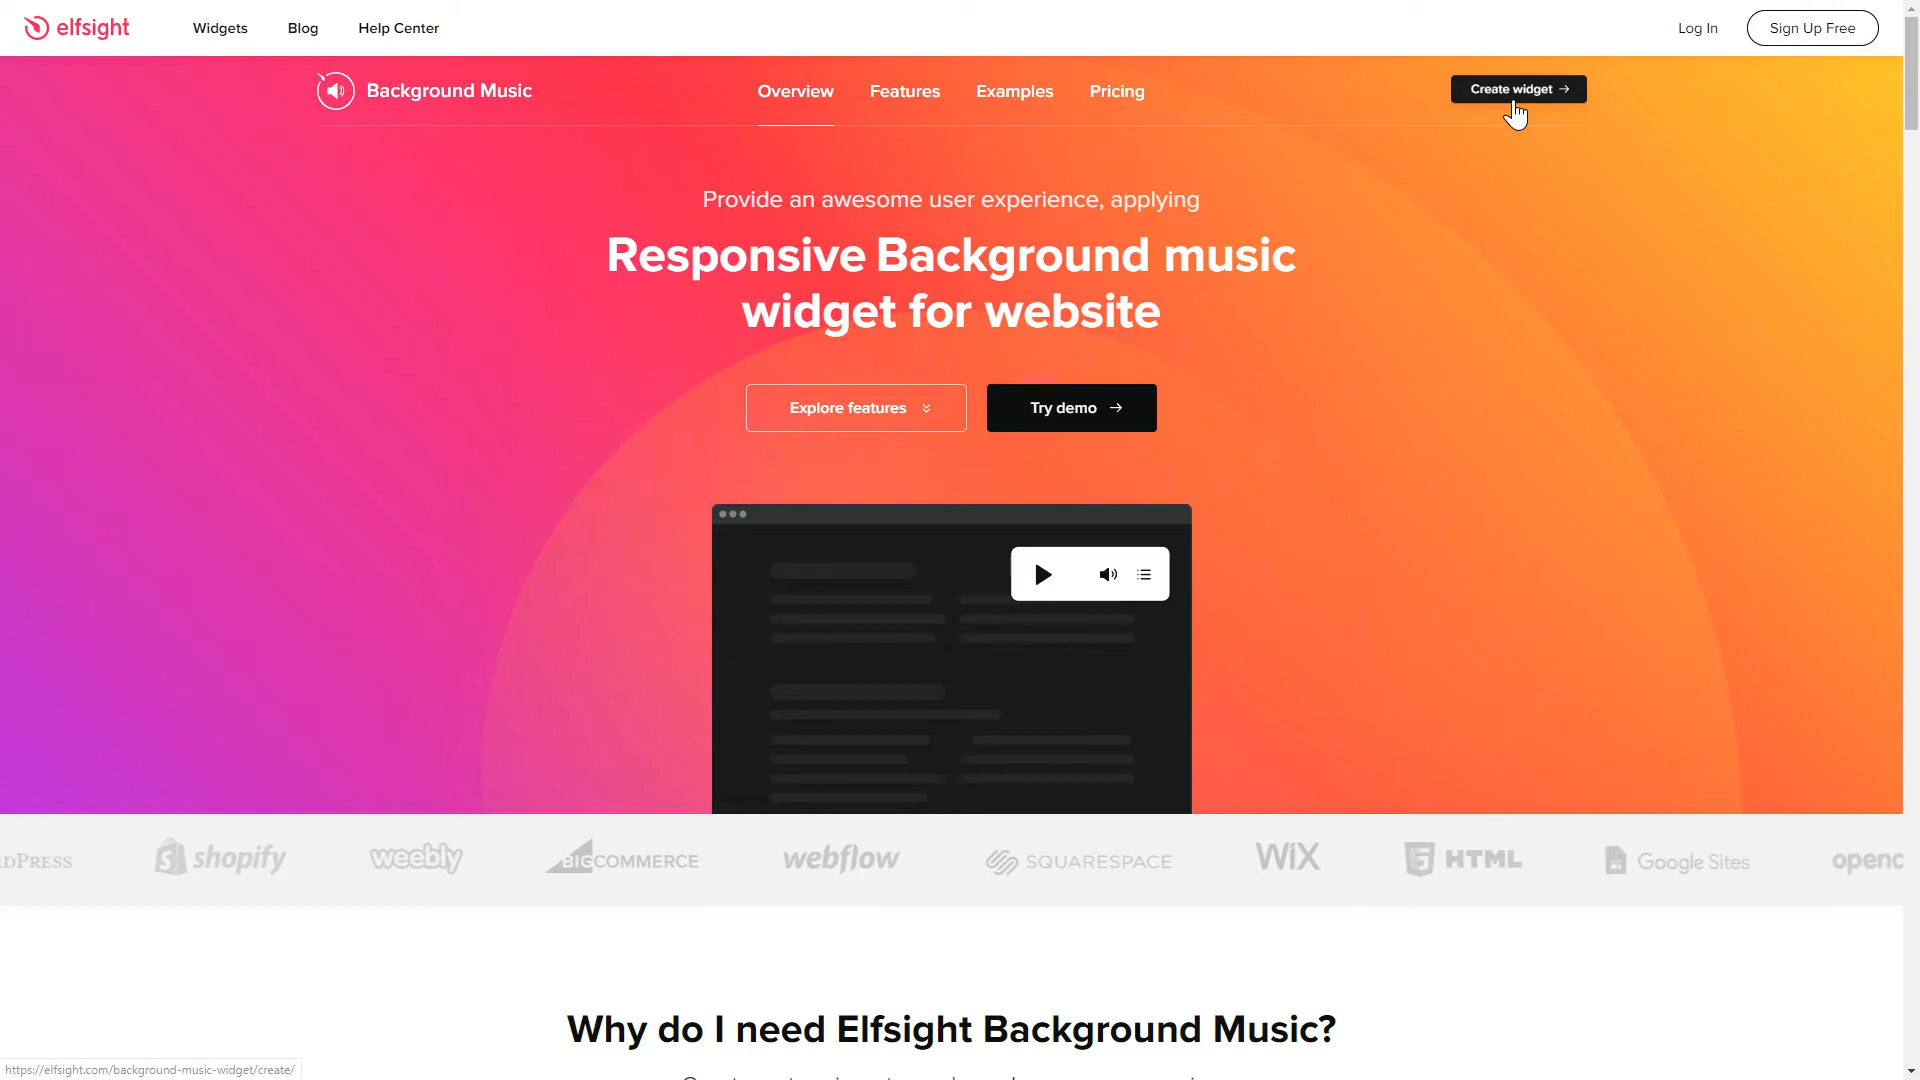 elfsight
Widgets
Blog
Help Center
Log In
Sign Up Free
Background Music
Overview
Features
Examples
Pricing
Create widget →
Provide an awesome user experience, applying
Responsive Background music
widget for website
Explore features
Try demo →
shopify
weebly
BIGCOMMERCE
webflow
SQUARESPACE
WIX
HTML
Google Sites
Why do I need Elfsight Background Music?
https://elfsight.com/background-music-widget/create/